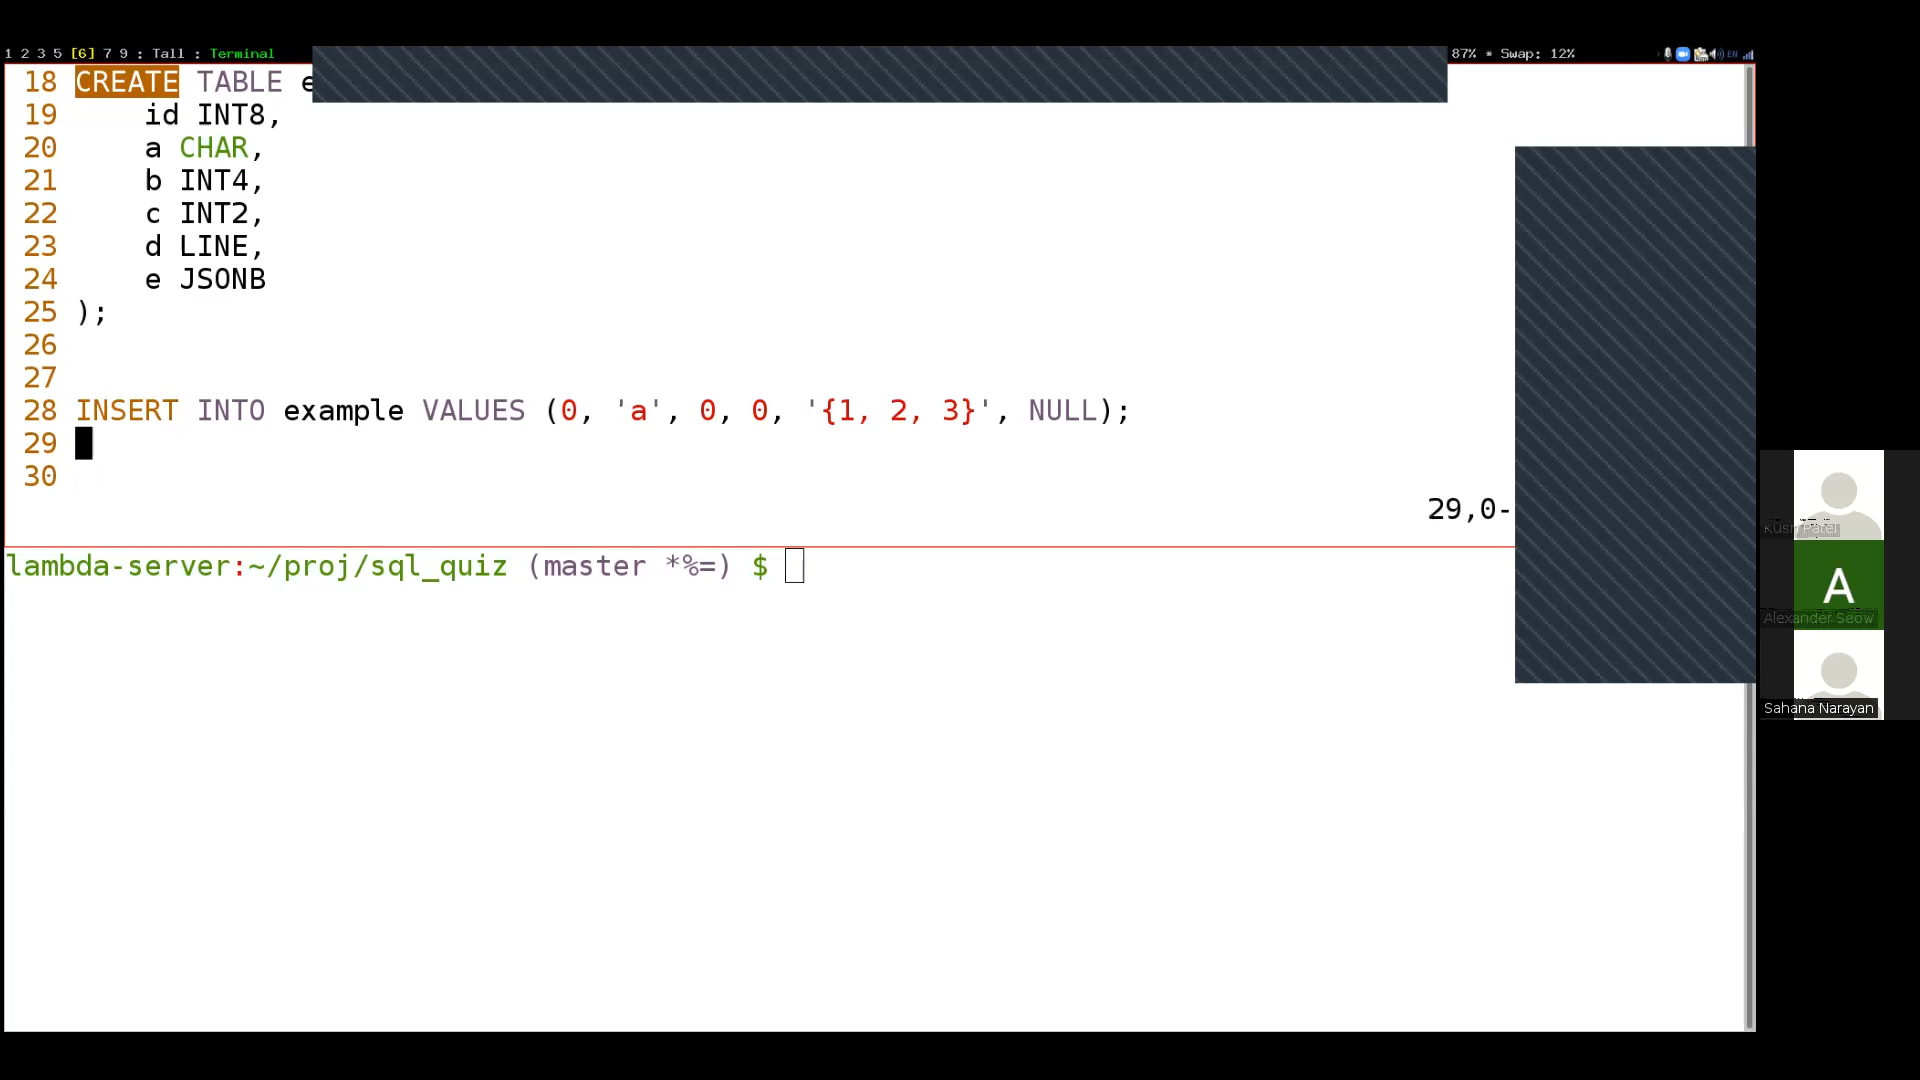 1 2 3 5 [6] 7 9 : Tall : Terminal
87% * Swap: 12%
EN
18 CREATE TABLE e
19 id INT8,
20 a CHAR,
21 b INT4,
22 c INT2,
23 d LINE,
24 e JSONB
25 );
26
27
28 INSERT INTO example VALUES (0, 'a', 0, 0, '{1, 2, 3}', NULL);
29
30
29,0-
lambda-server:~/proj/sql_quiz (master *%=) $
Patel
A
Alexander Seow
Sahana Narayan